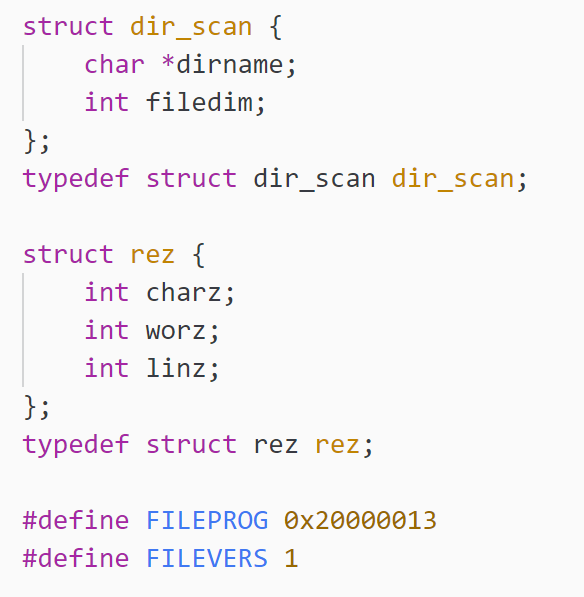 struct dir_scan {
    char *dirname;
    int filedim;
};
typedef struct dir_scan dir_scan;

struct rez {
    int charz;
    int worz;
    int linz;
};
typedef struct rez rez;

#define FILEPROG 0x20000013
#define FILEVERS 1